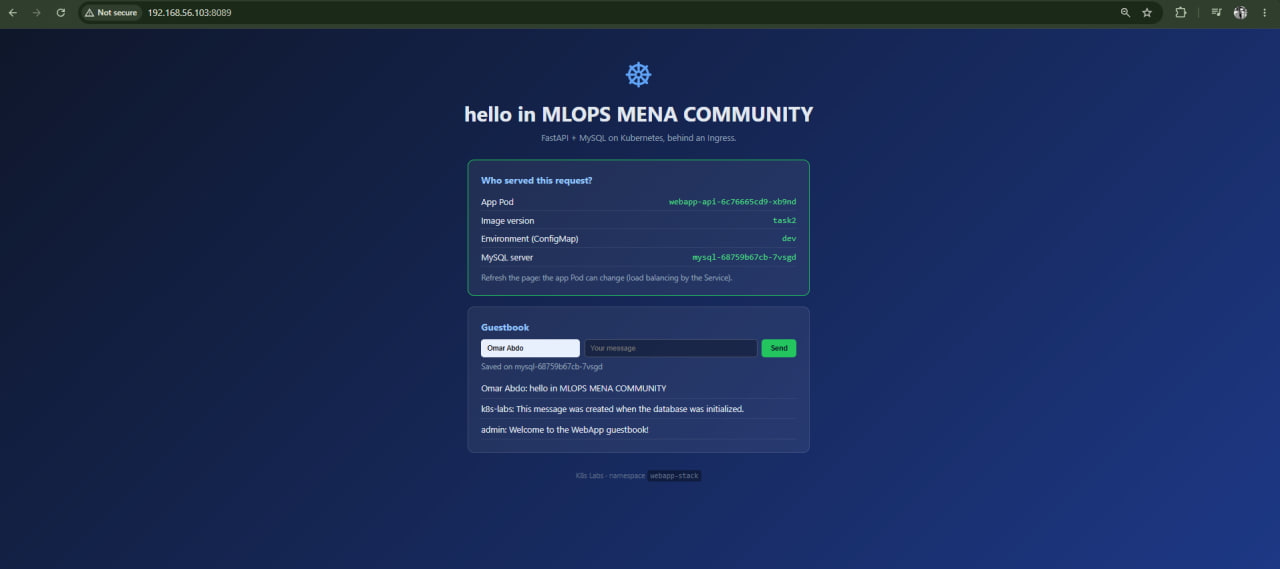 Not secure 192.168.56.103:8089
hello in MLOPS MENA COMMUNITY
FastAPI + MySQL on Kubernetes, behind an Ingress.
Who served this request?
App Pod webapp-api-6c76665cd9-xb9nd
Image version task2
Environment (ConfigMap) dev
MySQL server mysql-68759b67cb-7vsgd
Refresh the page: the app Pod can change (load balancing by the Service).
Guestbook
Omar Abdo Your message Send
Saved on mysql-68759b67cb-7vsgd
Omar Abdo: hello in MLOPS MENA COMMUNITY
k8s-labs: This message was created when the database was initialized.
admin: Welcome to the WebApp guestbook!
K8s Labs · namespace webapp-stack